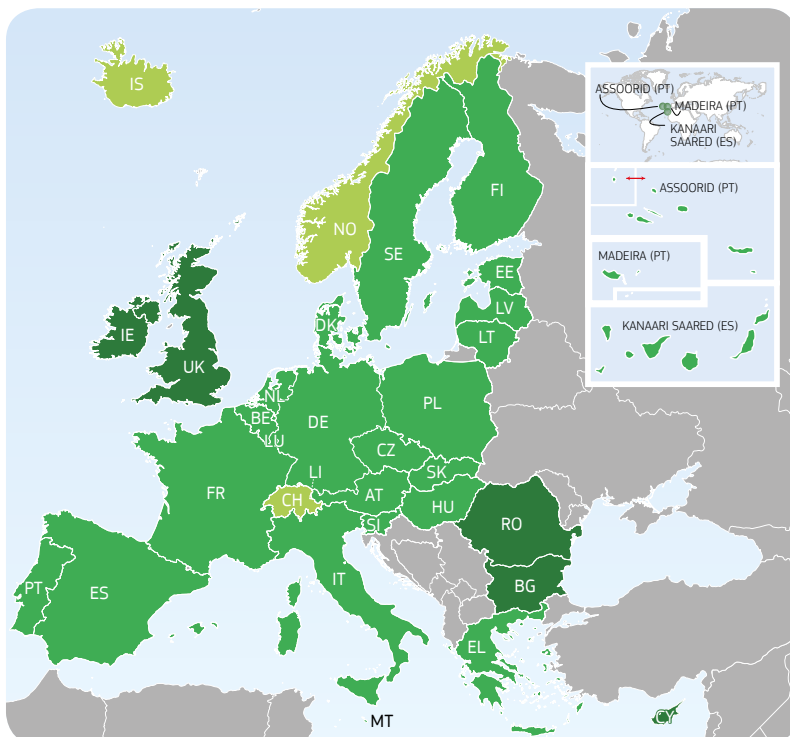 IS
ASSOORID (PT)
MADEIRA (PT)
KANAARI
SAARED (ES)
ASSOORID (PT)
FI
NO
SE
MADEIRA (PT)
EE
LV
KANAARI SAARED (ES)
DK
IE
LT
UK
NL
PL
BE
DE
LU
CZ
LI
SK
FR
CH
AT
HU
SI
RO
IT
BG
PT
ES
EL
CY
MT